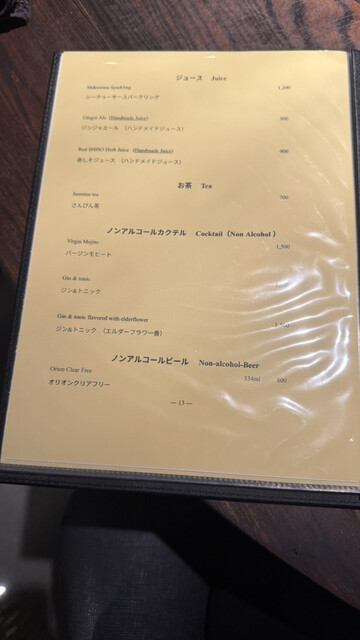 ジュース Juice
Shikuwasa Sparkling 1,200
シークァーサースパークリング
Ginger Ale (Handmade Juice) 900
ジンジャエール (ハンドメイドジュース)
Red SHISO Herb Juice (Handmade Juice) 900
赤しそジュース (ハンドメイドジュース)
お茶 Tea
Jasmine tea 700
さんぴん茶
ノンアルコールカクテル Cocktail (Non Alcohol )
Virgin Mojito 1,500
バージンモヒート
Gin & tonic
ジン&トニック
Gin & tonic flavored with elderflower
ジン&トニック (エルダーフラワー香)
ノンアルコールビール Non-alcohol-Beer
Orion Clear Free 334ml 800
オリオンクリアフリー
— 13 —